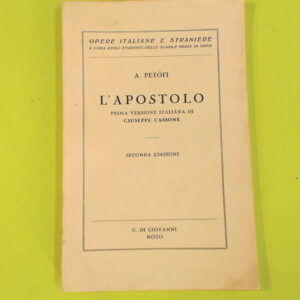 OPERE ITALIANE E STRANIERE
A CURA DEGLI STUDENTI DELLE SCUOLE MEDIE DI NOTO
A. PETÖFI
L'APOSTOLO
PRIMA VERSIONE ITALIANA DI
GIUSEPPE CASSONE
SECONDA EDIZIONE
C. DI GIOVANNI
NOTO